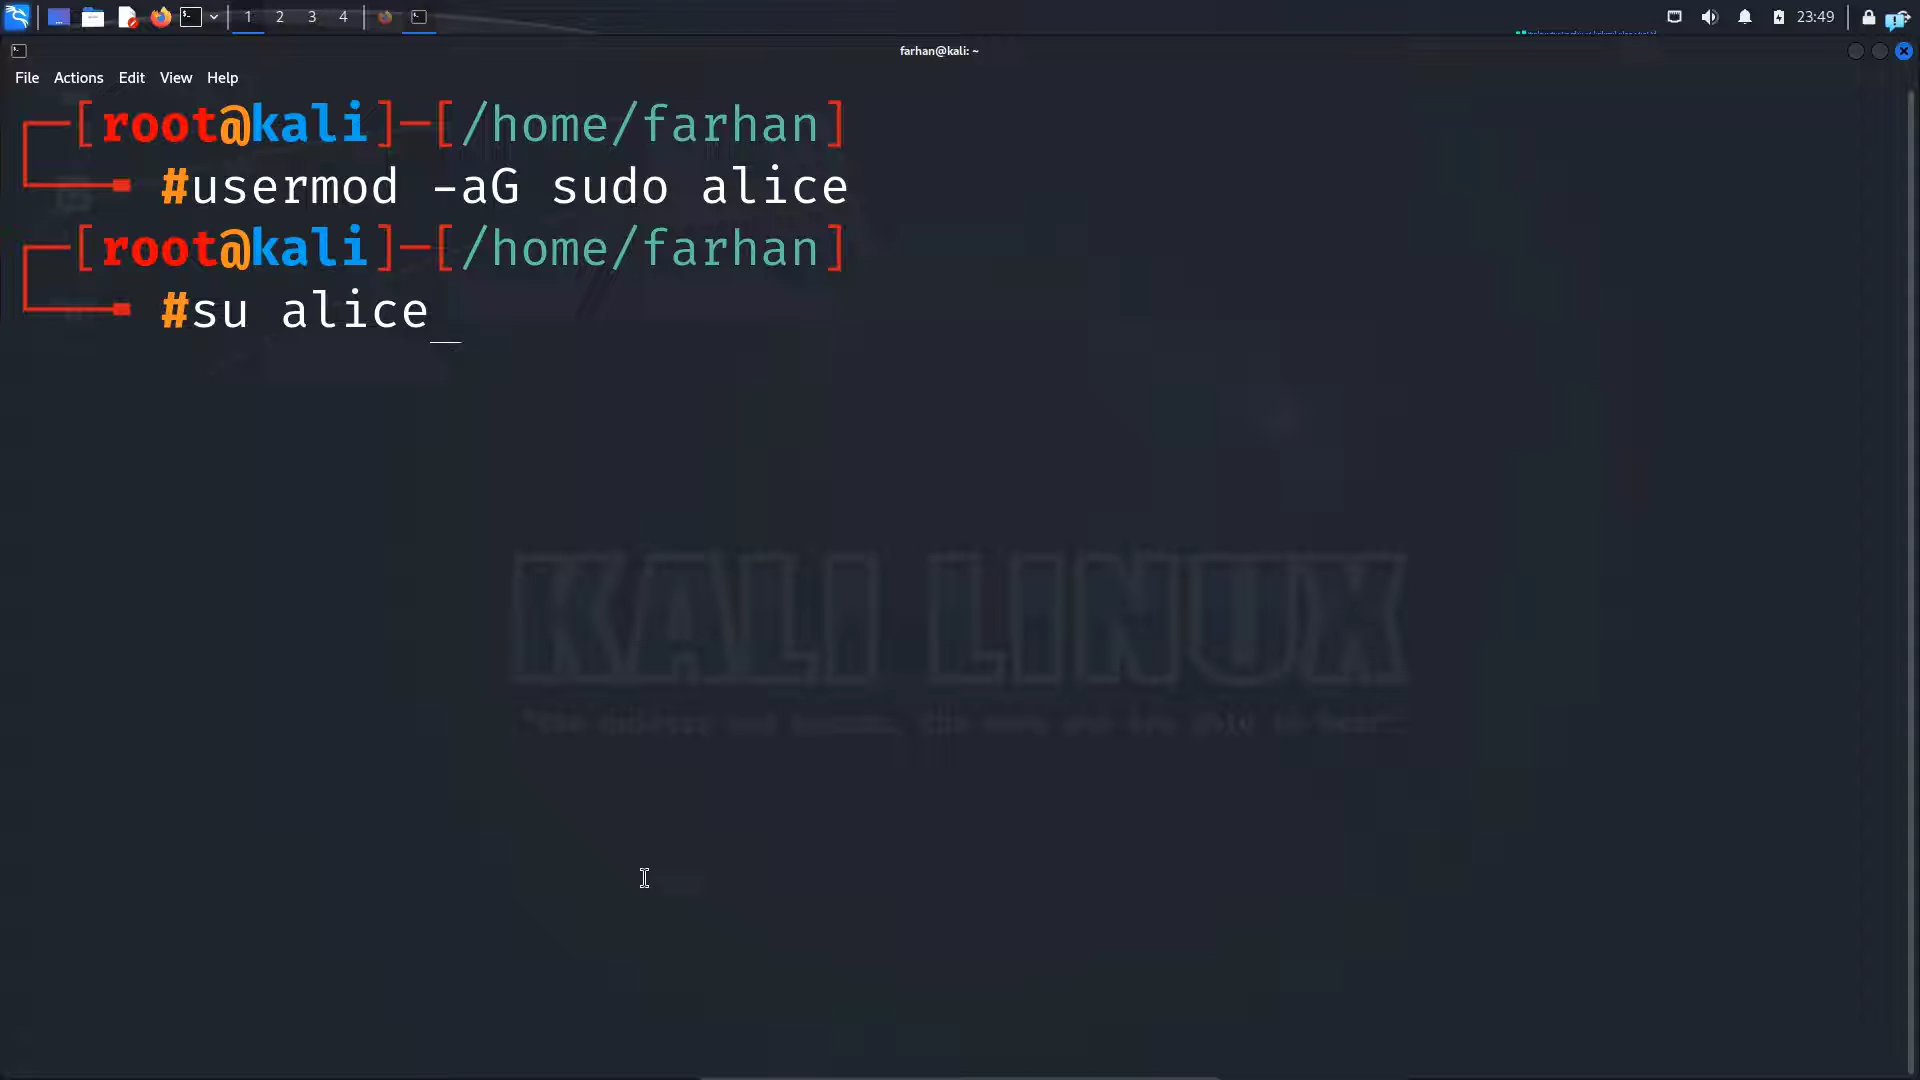 1 2 3 4
23:49
farhan@kali: ~
File Actions Edit View Help
[root@kali]-[/home/farhan]
#usermod -aG sudo alice
[root@kali]-[/home/farhan]
#su alice_
KALI LINUX